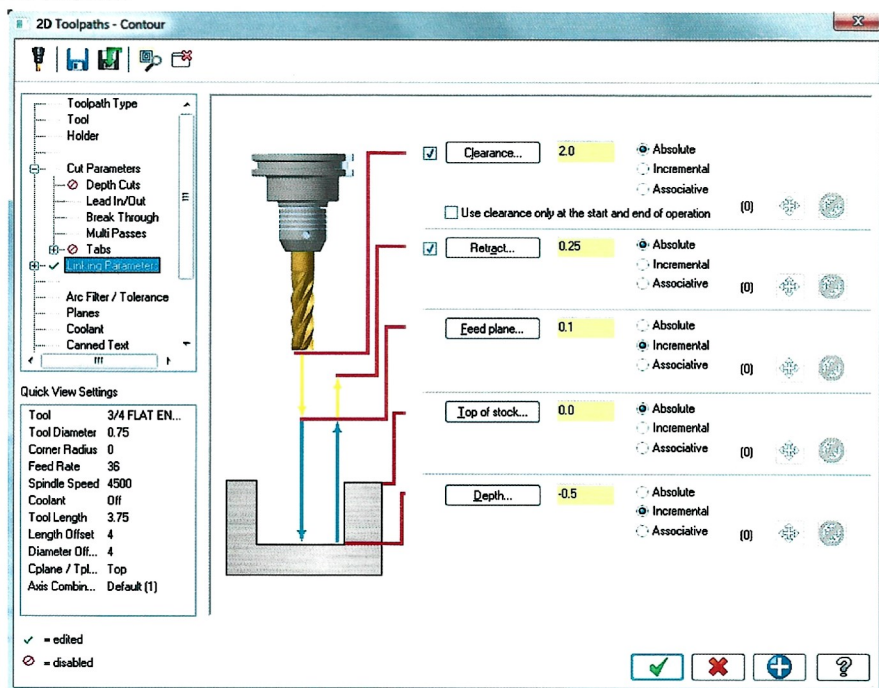 2D Toolpaths - Contour
Toolpath Type
Tool
Holder
Cut Parameters
Depth Cuts
Lead In/Out
Break Through
Multi Passes
Tabs
Linking Parameters
Arc Filter / Tolerance
Planes
Coolant
Canned Text
Quick View Settings
Tool 3/4 FLAT EN...
Tool Diameter 0.75
Corner Radius 0
Feed Rate 36
Spindle Speed 4500
Coolant Off
Tool Length 3.75
Length Offset 4
Diameter Off... 4
Cplane / Tpl... Top
Axis Combin... Default (1)
✓ = edited
= disabled
Clearance... 2.0 Absolute
Incremental
Associative (0)
Use clearance only at the start and end of operation
Retract... 0.25 Absolute
Incremental
Associative (0)
Feed plane... 0.1 Absolute
Incremental
Associative (0)
Top of stock... 0.0 Absolute
Incremental
Associative (0)
Depth... -0.5 Absolute
Incremental
Associative (0)
?